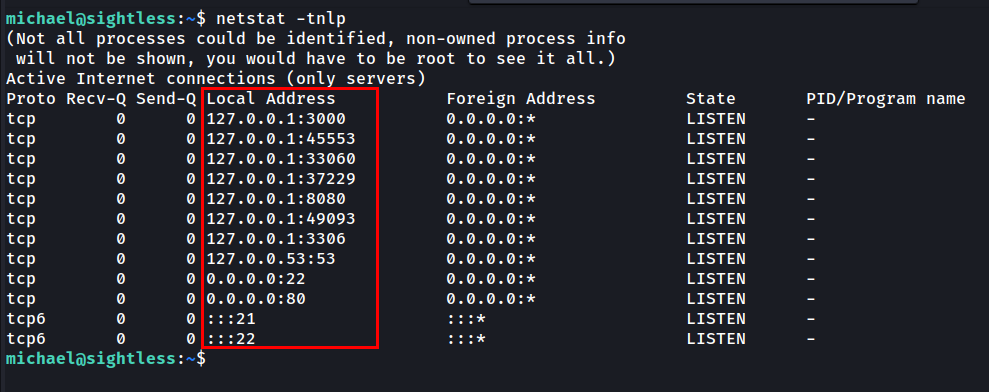 michael@sightless:~$ netstat -tnlp
(Not all processes could be identified, non-owned process info
 will not be shown, you would have to be root to see it all.)
Active Internet connections (only servers)
Proto Recv-Q Send-Q Local Address           Foreign Address         State       PID/Program name
tcp        0      0 127.0.0.1:3000          0.0.0.0:*               LISTEN      -
tcp        0      0 127.0.0.1:45553         0.0.0.0:*               LISTEN      -
tcp        0      0 127.0.0.1:33060         0.0.0.0:*               LISTEN      -
tcp        0      0 127.0.0.1:37229         0.0.0.0:*               LISTEN      -
tcp        0      0 127.0.0.1:8080          0.0.0.0:*               LISTEN      -
tcp        0      0 127.0.0.1:49093         0.0.0.0:*               LISTEN      -
tcp        0      0 127.0.0.1:3306          0.0.0.0:*               LISTEN      -
tcp        0      0 127.0.0.53:53           0.0.0.0:*               LISTEN      -
tcp        0      0 0.0.0.0:22              0.0.0.0:*               LISTEN      -
tcp        0      0 0.0.0.0:80              0.0.0.0:*               LISTEN      -
tcp6       0      0 :::21                   :::*                    LISTEN      -
tcp6       0      0 :::22                   :::*                    LISTEN      -
michael@sightless:~$